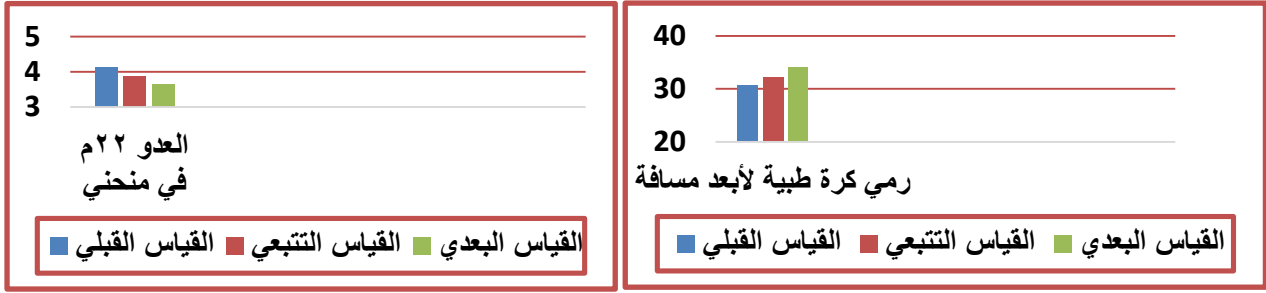 5
4
3
العدو ٢٢م
في منحني
القياس القبلي القياس التتبعي القياس البعدي
40
30
20
رمي كرة طبية لأبعد مسافة
القياس القبلي القياس التتبعي القياس البعدي